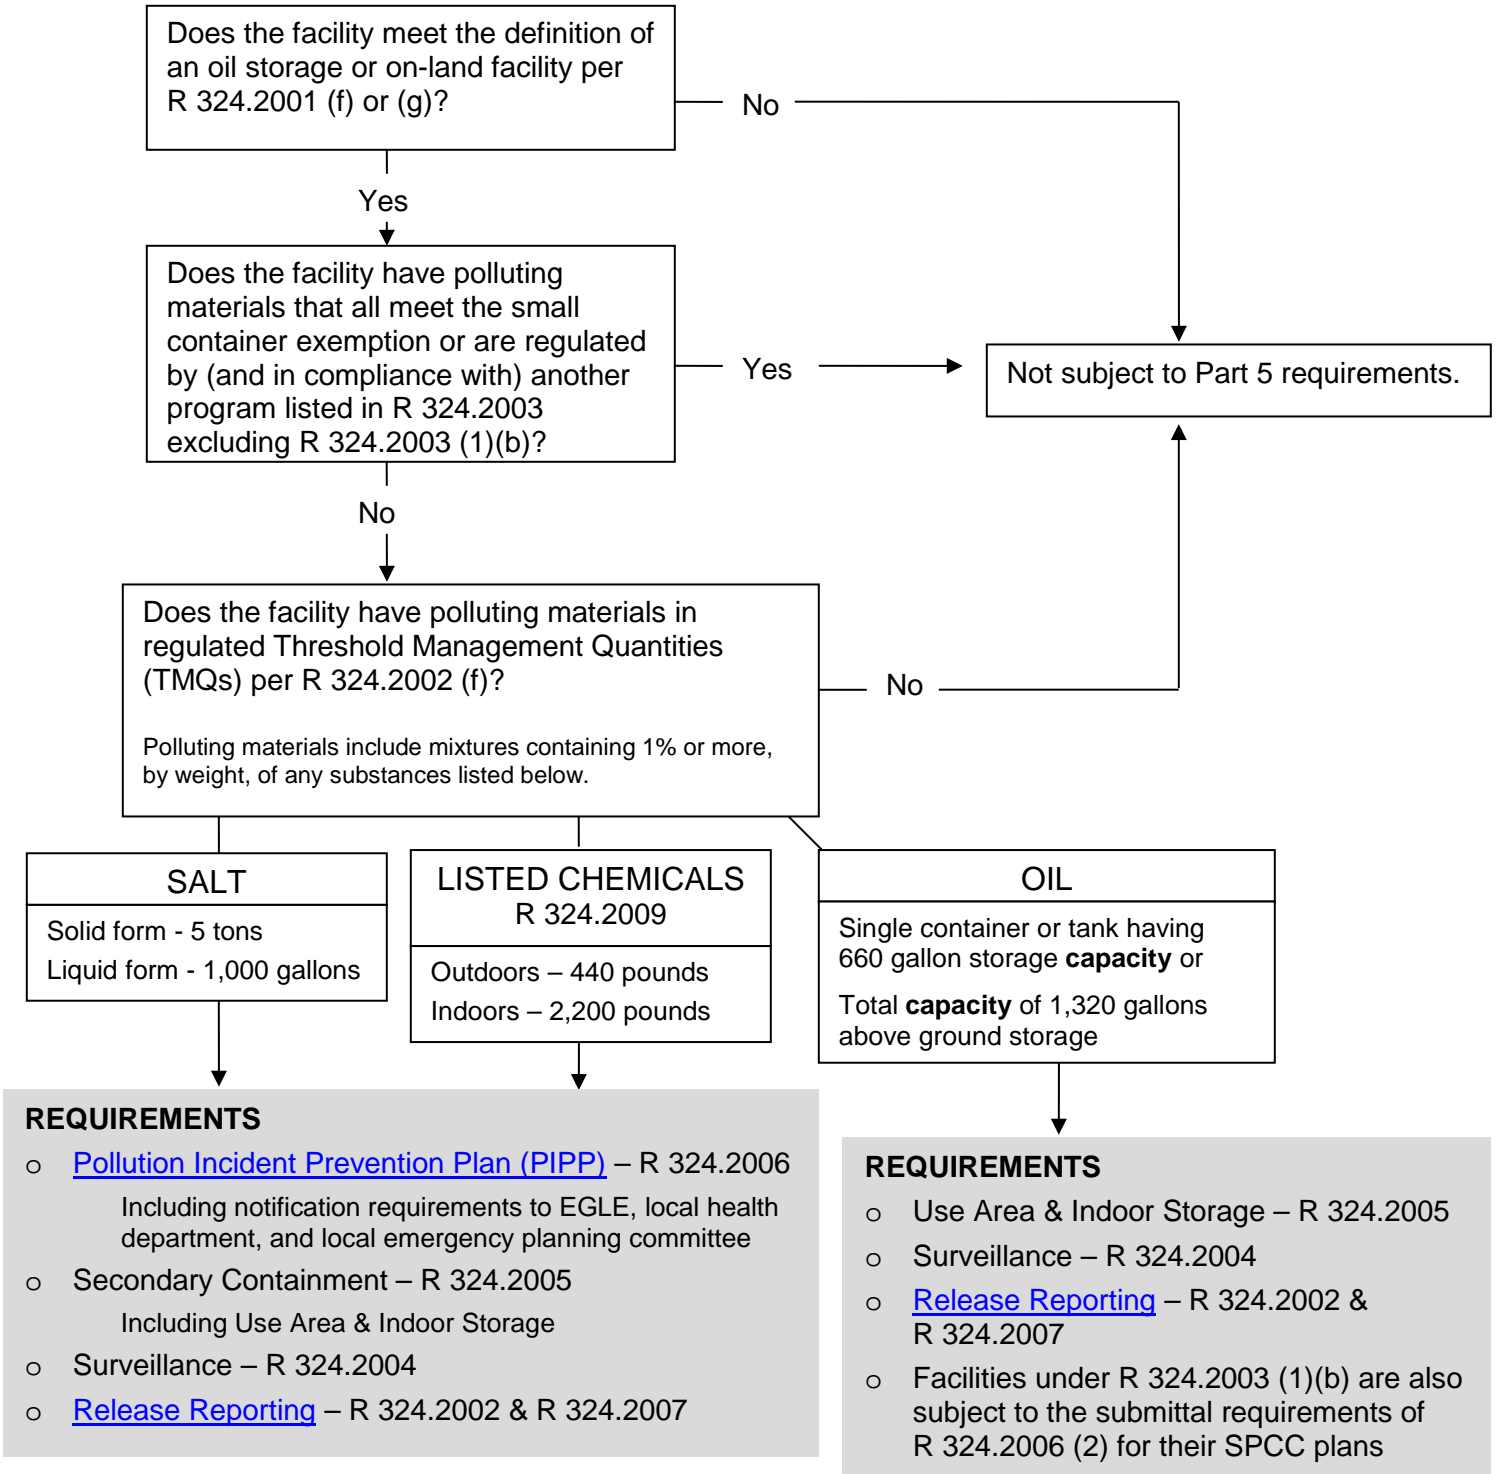 Does the facility meet the definition of
an oil storage or on-land facility per
R 324.2001 (f) or (g)?
No
Yes
Does the facility have polluting
materials that all meet the small
container exemption or are regulated
by (and in compliance with) another
program listed in R 324.2003
excluding R 324.2003 (1)(b)?
Yes
Not subject to Part 5 requirements.
No
Does the facility have polluting materials in
regulated Threshold Management Quantities
(TMQs) per R 324.2002 (f)?
Polluting materials include mixtures containing 1% or more,
by weight, of any substances listed below.
No
SALT
Solid form - 5 tons
Liquid form - 1,000 gallons
LISTED CHEMICALS
R 324.2009
Outdoors – 440 pounds
Indoors – 2,200 pounds
OIL
Single container or tank having
660 gallon storage capacity or
Total capacity of 1,320 gallons
above ground storage
REQUIREMENTS
o Pollution Incident Prevention Plan (PIPP) – R 324.2006
Including notification requirements to EGLE, local health
department, and local emergency planning committee
o Secondary Containment – R 324.2005
Including Use Area & Indoor Storage
o Surveillance – R 324.2004
o Release Reporting – R 324.2002 & R 324.2007
REQUIREMENTS
o Use Area & Indoor Storage – R 324.2005
o Surveillance – R 324.2004
o Release Reporting – R 324.2002 &
R 324.2007
o Facilities under R 324.2003 (1)(b) are also
subject to the submittal requirements of
R 324.2006 (2) for their SPCC plans